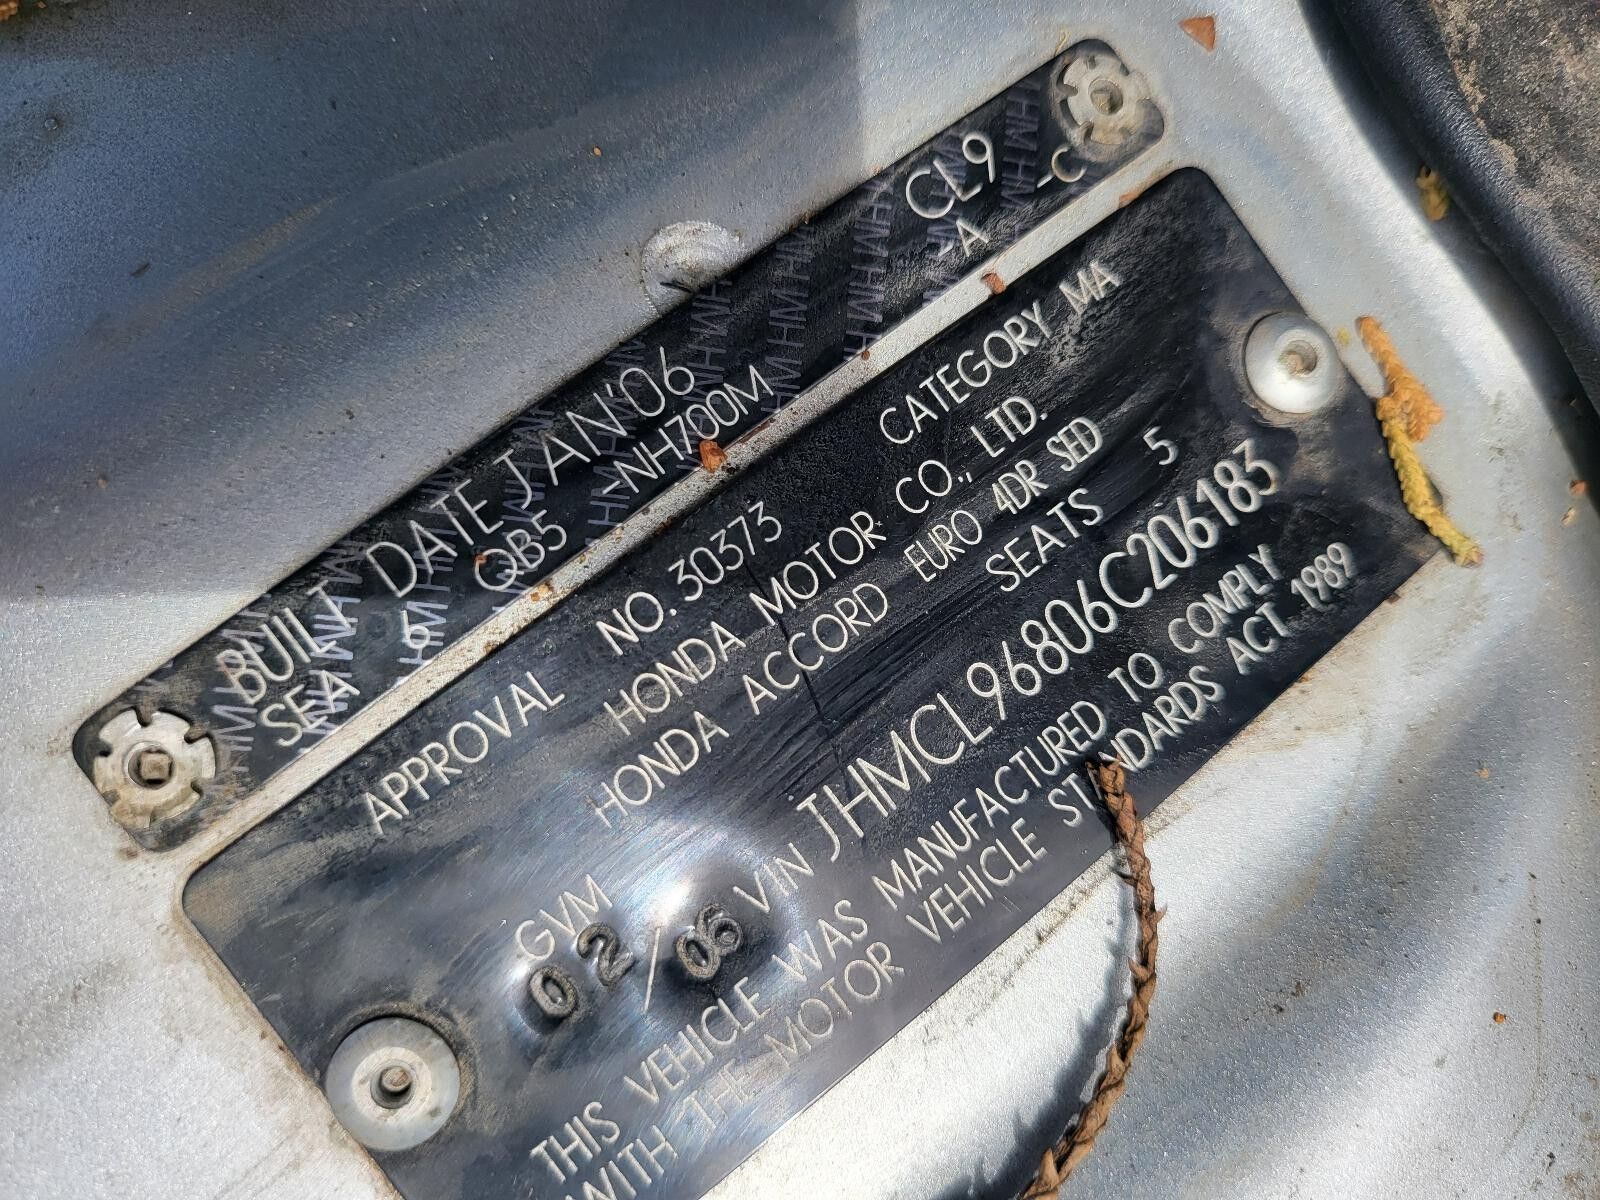 BUILT DATE JAN'06 CL9
SEA 6 QB5 -NH700M -A -C
APPROVAL NO. 30373 CATEGORY MA
HONDA MOTOR CO., LTD.
HONDA ACCORD EURO 4DR SED
GVM SEATS 5
02/06 VIN JHMCL96806C206183
THIS VEHICLE WAS MANUFACTURED TO COMPLY
WITH THE MOTOR VEHICLE STANDARDS ACT 1989